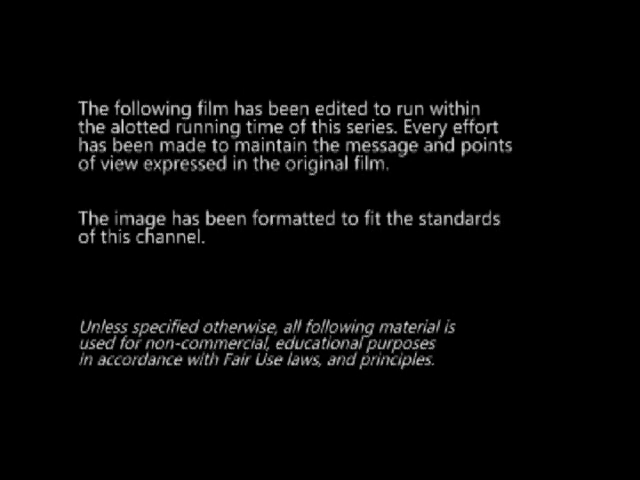 The following film has been edited to run within
the alotted running time of this series. Every effort
has been made to maintain the message and points
of view expressed in the original film.
The image has been formatted to fit the standards
of this channel.
Unless specified otherwise, all following material is
used for non-commercial, educational purposes
in accordance with Fair Use laws, and principles.